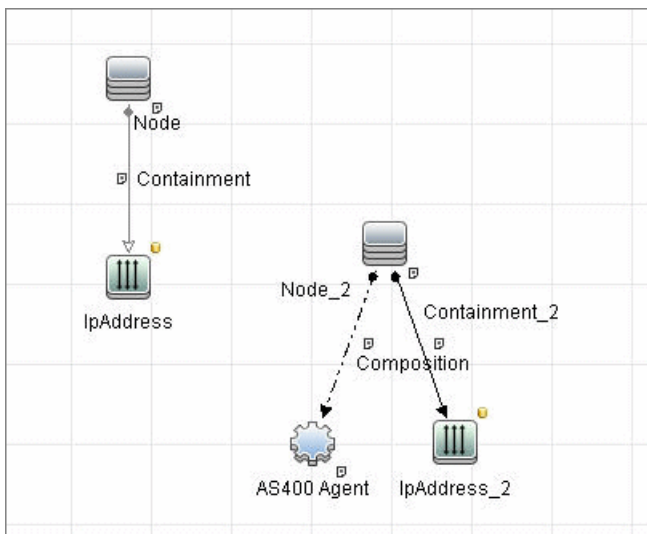 Node
Containment
IpAddress
Node_2
Containment_2
Composition
AS400 Agent
IpAddress_2